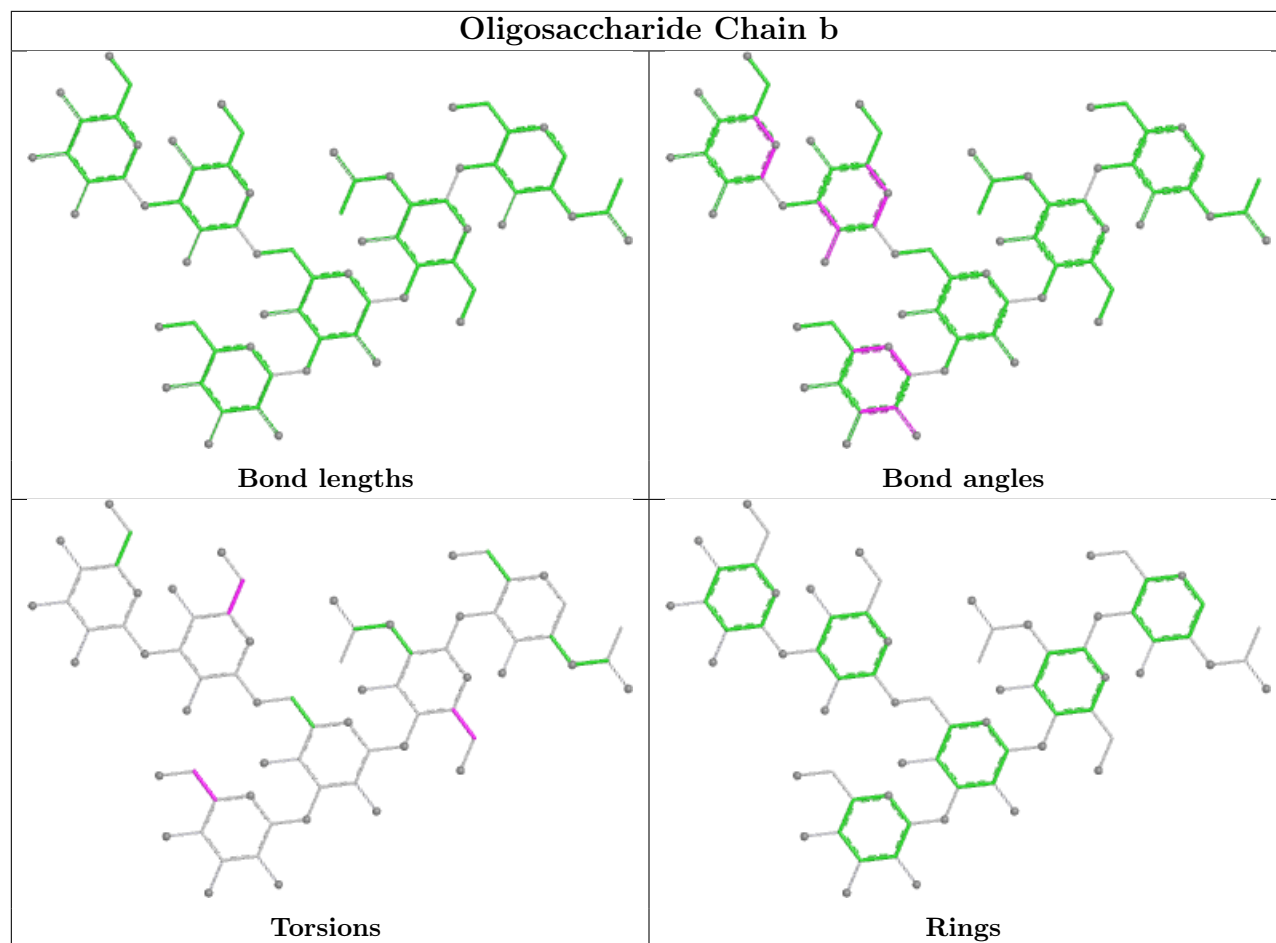 Oligosaccharide Chain b
Bond lengths
Bond angles
Torsions
Rings